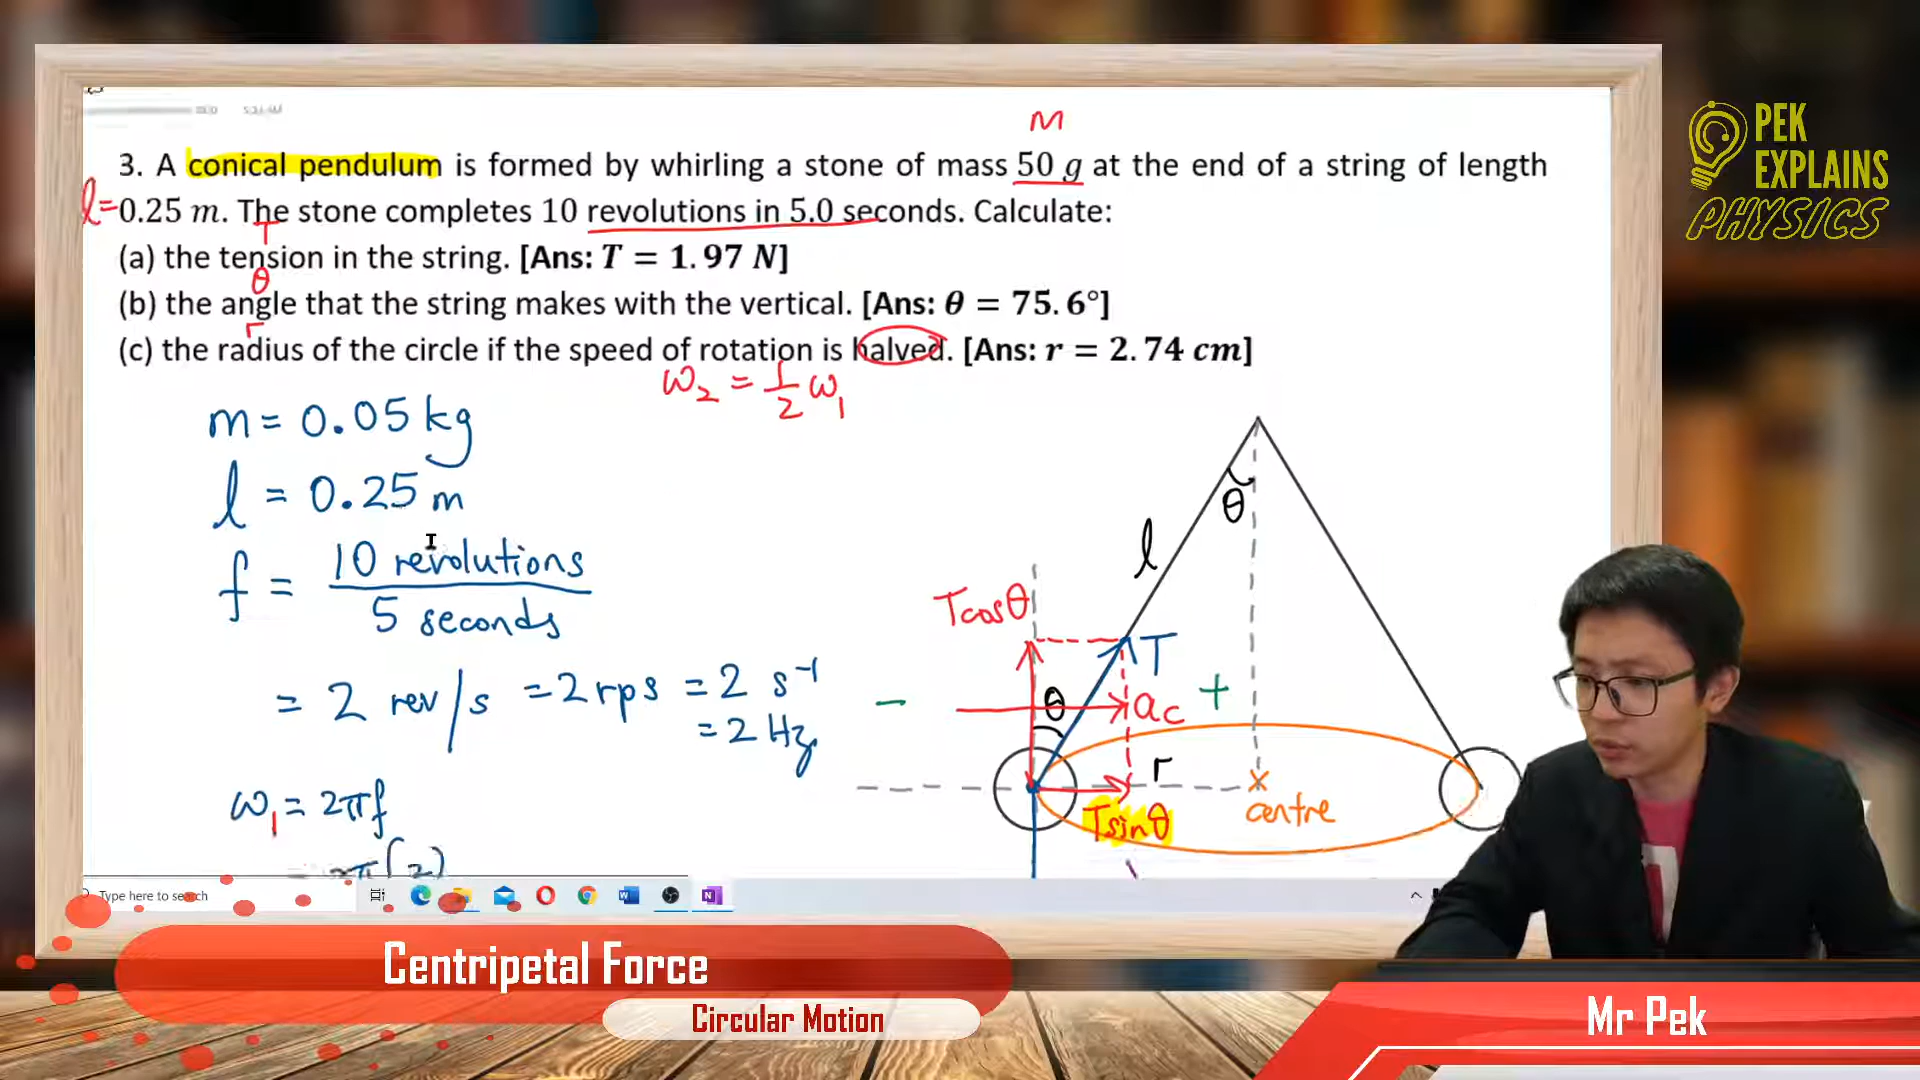 M
3. A conical pendulum is formed by whirling a stone of mass 50 g at the end of a string of length
l=
0.25 m. The stone completes 10 revolutions in 5.0 seconds. Calculate:
T
(a) the tension in the string. [Ans: T = 1.97 N]
θ
(b) the angle that the string makes with the vertical. [Ans: θ = 75.6°]
r
(c) the radius of the circle if the speed of rotation is halved. [Ans: r = 2.74 cm]
ω₂ = 1/2 ω₁
m = 0.05 kg
l = 0.25 m
f = 10 revolutions / 5 seconds
= 2 rev/s = 2 rps = 2 s⁻¹
= 2 Hz
ω₁ = 2πf
θ
l
Tcosθ
T
θ
ac
- +
r
Tsinθ
centre
Type here to search
PEK
EXPLAINS
PHYSICS
Centripetal Force
Circular Motion
Mr Pek